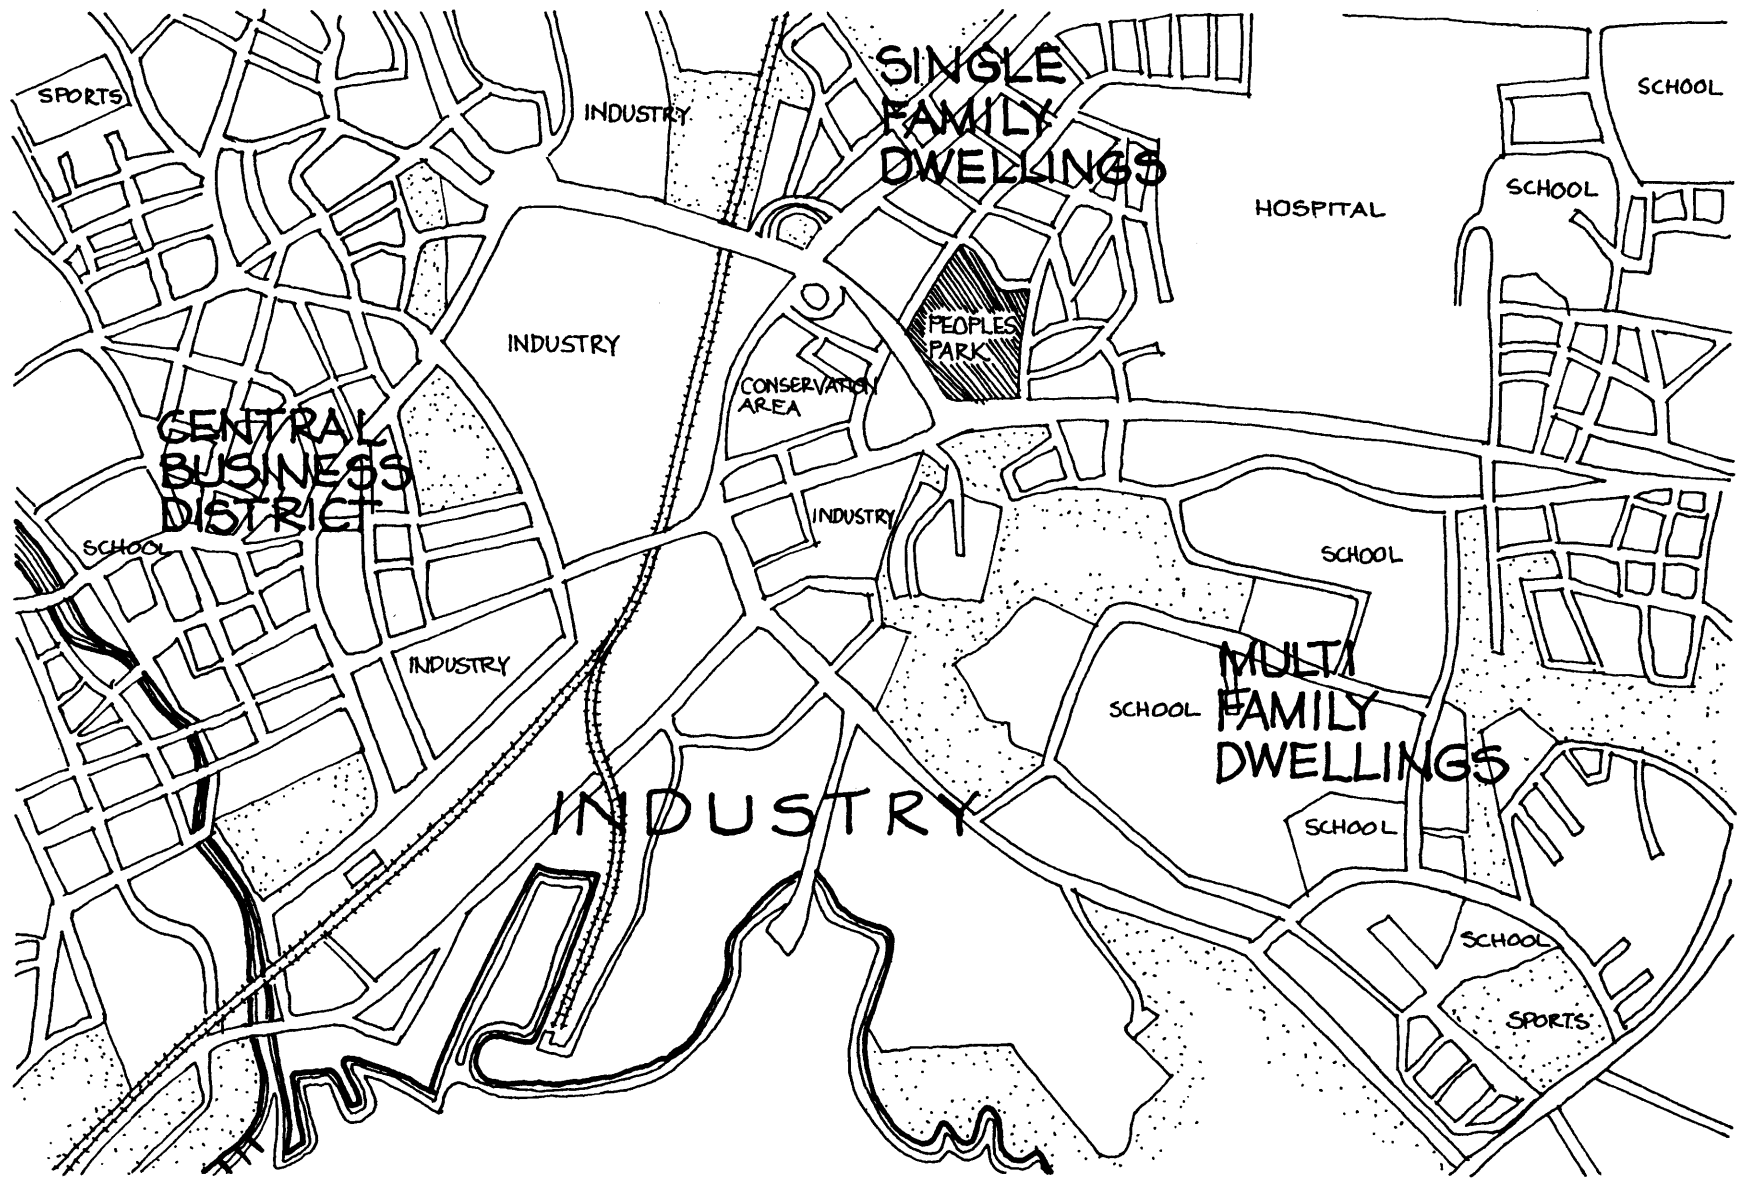 SINGLE
FAMILY
DWELLINGS
SPORTS
INDUSTRY
SCHOOL
SCHOOL
HOSPITAL
PEOPLES
PARK
INDUSTRY
CONSERVATION
AREA
CENTRAL
BUSINESS
DISTRICT
SCHOOL
INDUSTRY
SCHOOL
INDUSTRY
MULTI
FAMILY
DWELLINGS
SCHOOL
INDUSTRY
SCHOOL
SCHOOL
SPORTS